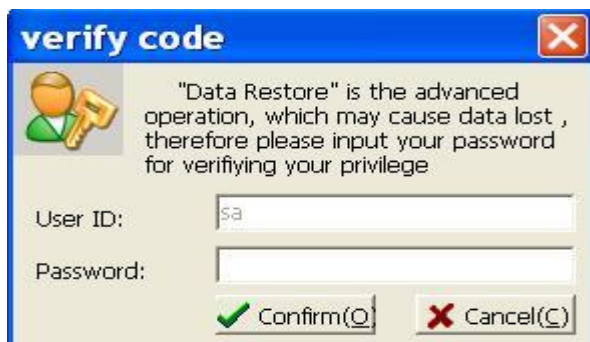 verify code
"Data Restore" is the advanced
operation, which may cause data lost ,
therefore please input your password
for verifiying your privilege
User ID:
sa
Password:
Confirm(O)
Cancel(C)